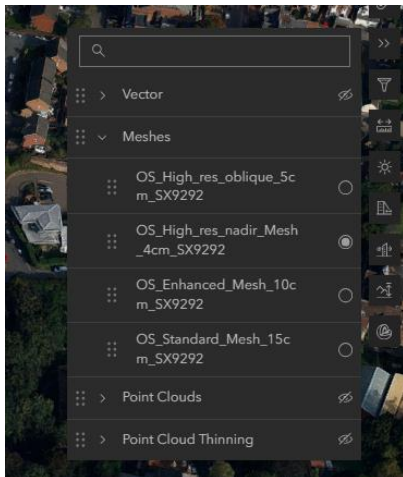 Vector
Meshes
OS_High_res_oblique_5c
m_SX9292
OS_High_res_nadir_Mesh
_4cm_SX9292
OS_Enhanced_Mesh_10c
m_SX9292
OS_Standard_Mesh_15c
m_SX9292
Point Clouds
Point Cloud Thinning